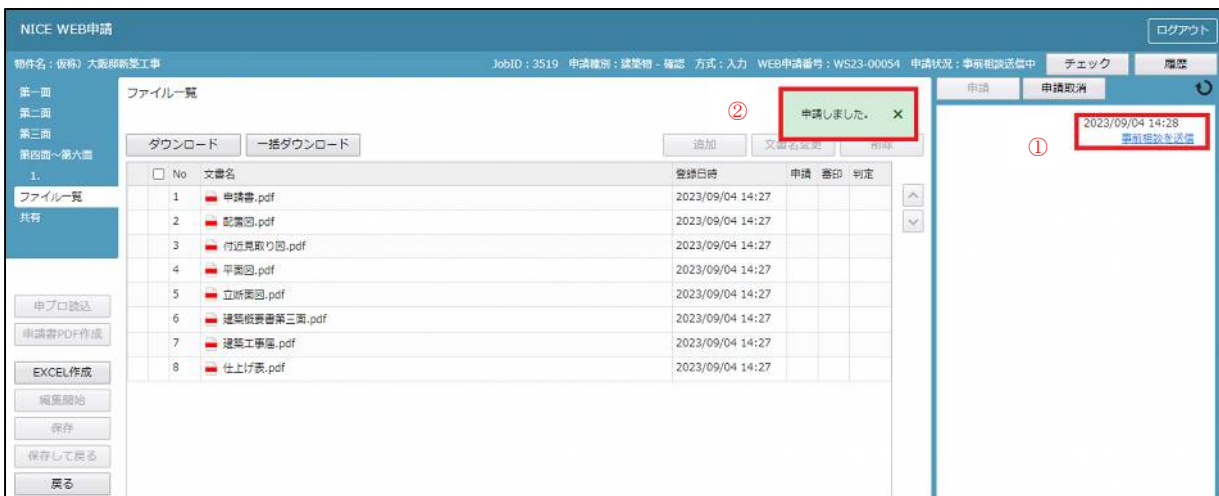 NICE WEB申請
ログアウト
物件名：仮称）大阪邸新築工事
JobID：3519 申請種別：建築物 - 確認 方式：入力 WEB申請番号：WS23-00054 申請状況：事前相談送信中
チェック
履歴
第一面
第二面
第三面
第四面～第六面
1.
ファイル一覧
共有
申プロ読込
申請書PDF作成
EXCEL作成
編集開始
保存
保存して戻る
戻る
ファイル一覧
②
申請しました。 ×
ダウンロード
一括ダウンロード
追加
文書名変更
削除
No 文書名 登録日時 申請 審印 判定
1 申請書.pdf 2023/09/04 14:27
2 配置図.pdf 2023/09/04 14:27
3 付近見取り図.pdf 2023/09/04 14:27
4 平面図.pdf 2023/09/04 14:27
5 立断面図.pdf 2023/09/04 14:27
6 建築概要書第三面.pdf 2023/09/04 14:27
7 建築工事届.pdf 2023/09/04 14:27
8 仕上げ表.pdf 2023/09/04 14:27
申請
申請取消
①
2023/09/04 14:28
事前相談を送信